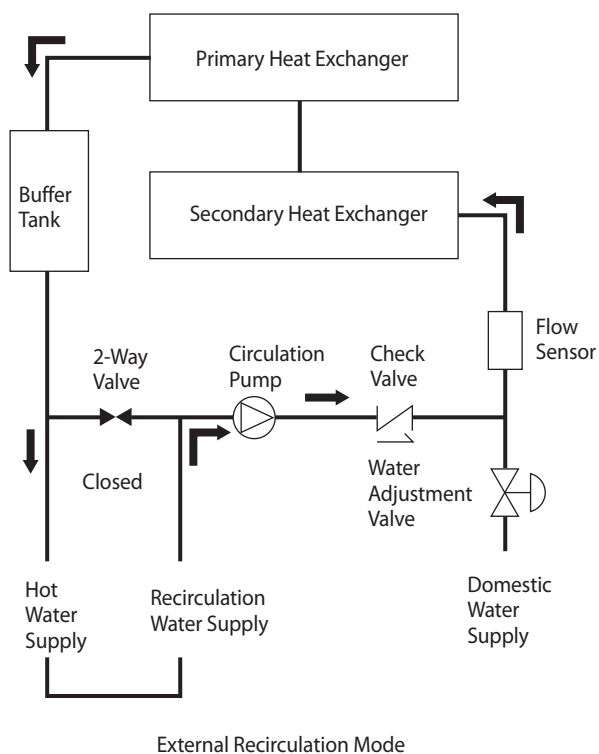 Primary Heat Exchanger
Buffer
Tank
Secondary Heat Exchanger
Flow
Sensor
2-Way
Valve
Circulation
Pump
Check
Valve
Closed
Water
Adjustment
Valve
Hot
Water
Supply
Recirculation
Water Supply
Domestic
Water
Supply
External Recirculation Mode